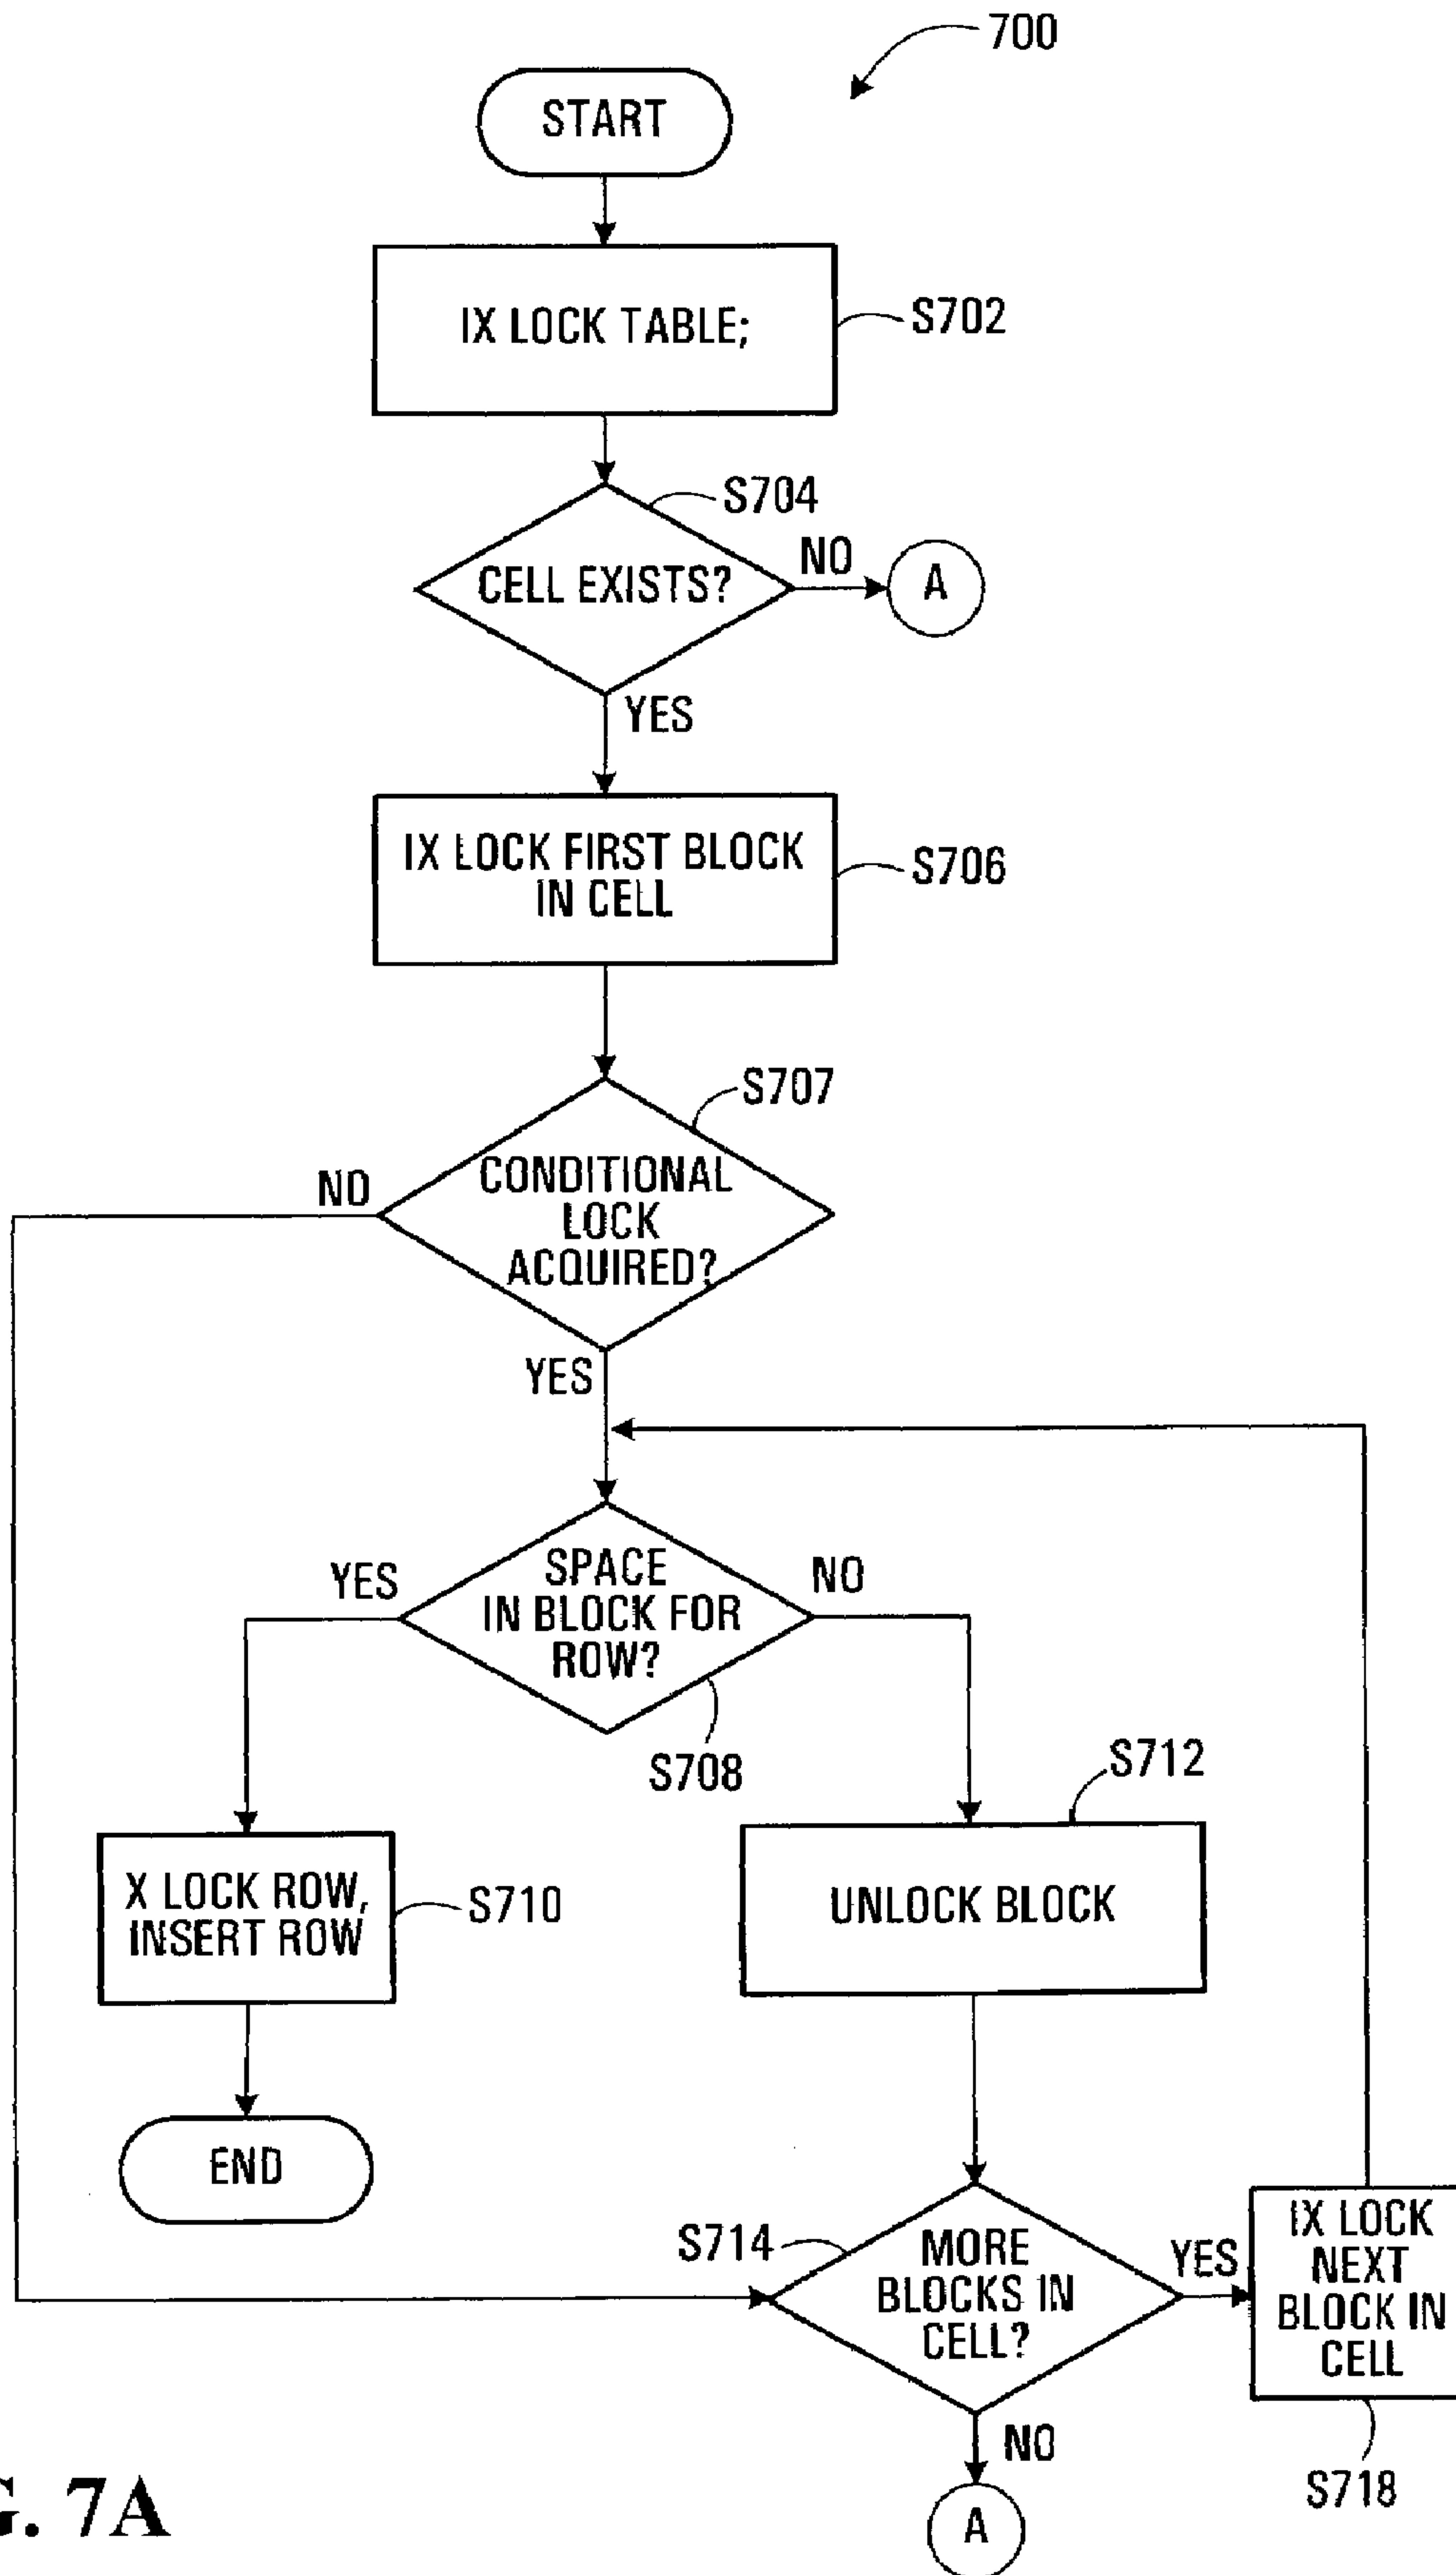 700
START
IX LOCK TABLE;
S702
S704
CELL EXISTS?
NO
A
YES
IX LOCK FIRST BLOCK
IN CELL
S706
S707
NO
CONDITIONAL
LOCK
ACQUIRED?
YES
YES
SPACE
IN BLOCK FOR
ROW?
NO
S708
S712
X LOCK ROW,
INSERT ROW
S710
UNLOCK BLOCK
END
S714
MORE
BLOCKS IN
CELL?
YES
IX LOCK
NEXT
BLOCK IN
CELL
NO
S718
A
G. 7A